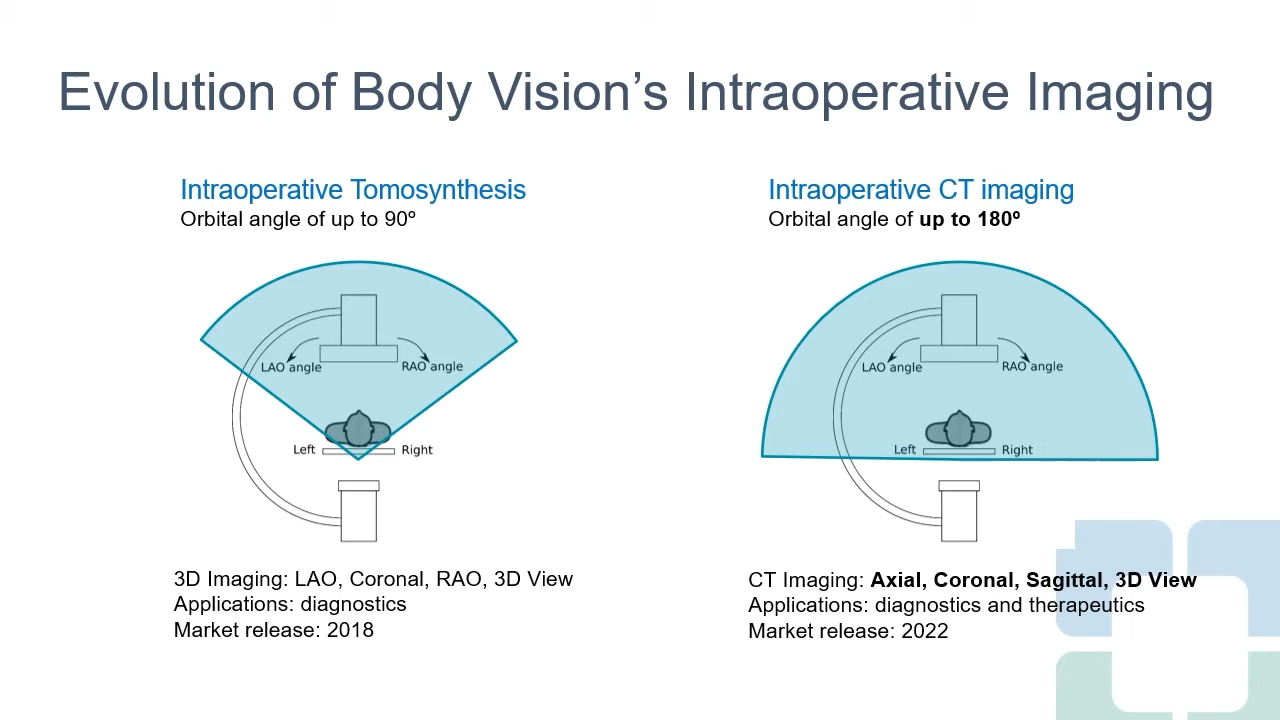 Evolution of Body Vision’s Intraoperative Imaging
Intraoperative Tomosynthesis
Orbital angle of up to 90º
LAO angle
RAO angle
Left
Right
3D Imaging: LAO, Coronal, RAO, 3D View
Applications: diagnostics
Market release: 2018
Intraoperative CT imaging
Orbital angle of up to 180º
LAO angle
RAO angle
Left
Right
CT Imaging: Axial, Coronal, Sagittal, 3D View
Applications: diagnostics and therapeutics
Market release: 2022